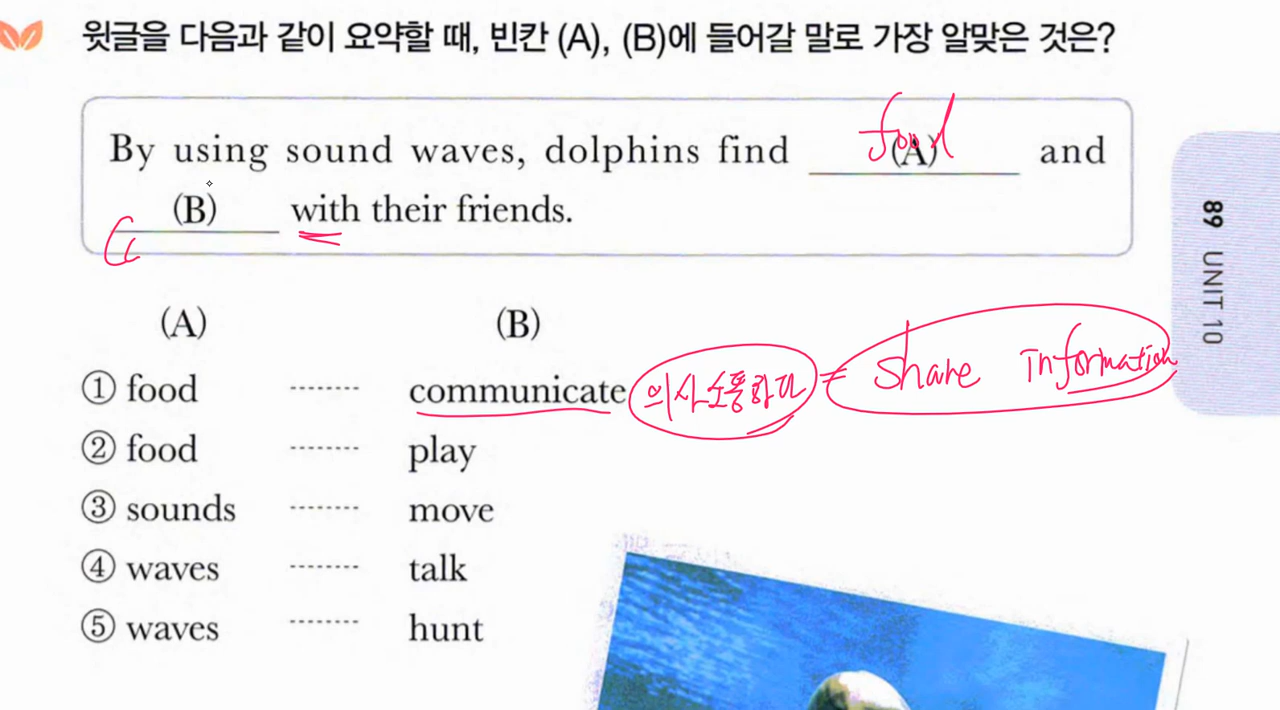 윗글을 다음과 같이 요약할 때, 빈칸 (A), (B)에 들어갈 말로 가장 알맞은 것은?
By using sound waves, dolphins find (A) food and
(B) with their friends.
(A) (B)
① food ------- communicate 의사소통하다 = share information
② food ------- play
③ sounds ------- move
④ waves ------- talk
⑤ waves ------- hunt
89 UNIT 10